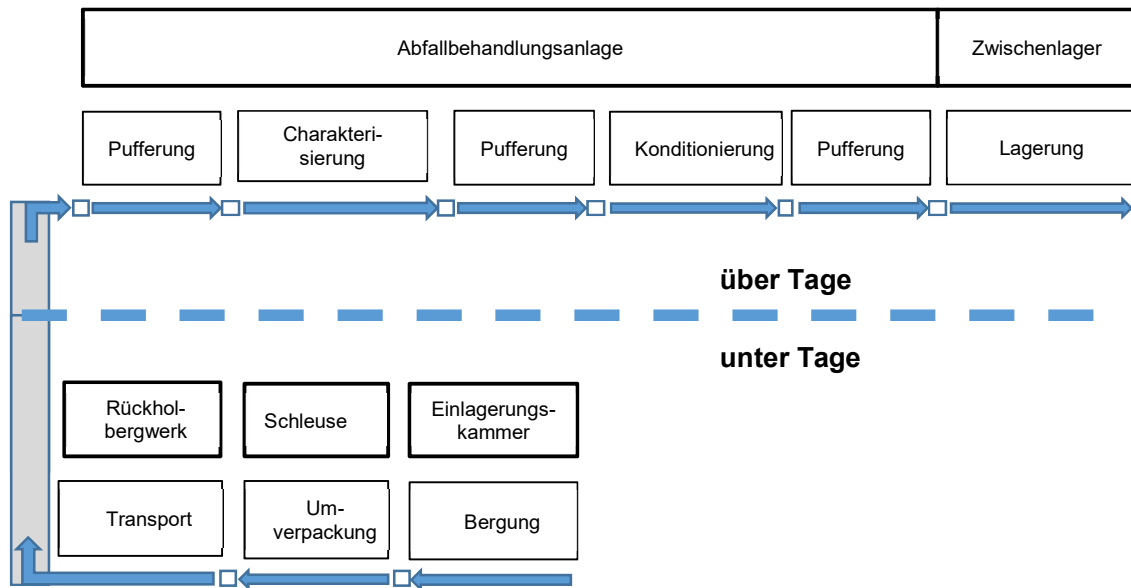 Abfallbehandlungsanlage
Zwischenlager
Pufferung
Charakteri-
sierung
Pufferung
Konditionierung
Pufferung
Lagerung
über Tage
unter Tage
Rückhol-
bergwerk
Schleuse
Einlagerungs-
kammer
Transport
Um-
verpackung
Bergung